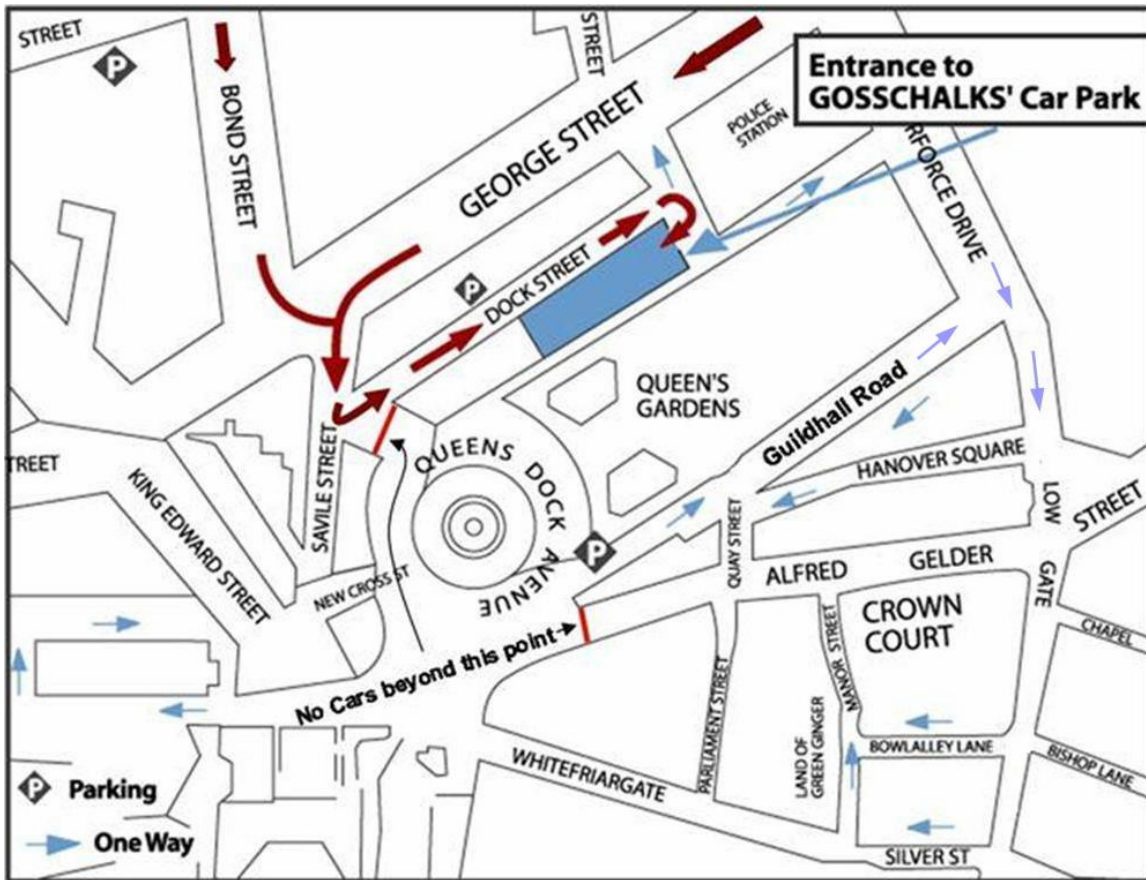 STREET
P
BOND STREET
STREET
GEORGE STREET
POLICE
STATION
Entrance to
GOSSCHALKS' Car Park
RFORCE DRIVE
P
DOCK STREET
QUEEN'S
GARDENS
Guildhall Road
HANOVER SQUARE
TREET
KING EDWARD STREET
SAVILE STREET
QUEENS DOCK AVENUE
P
QUAY STREET
LOW
GATE
STREET
NEW CROSS ST
ALFRED GELDER
CROWN
COURT
CHAPEL
No Cars beyond this point
PARLIAMENT STREET
MANOR STREET
LAND OF
GREEN GINGER
BOWLALLEY LANE
BISHOP LANE
WHITEFRIARGATE
SILVER ST
P Parking
One Way